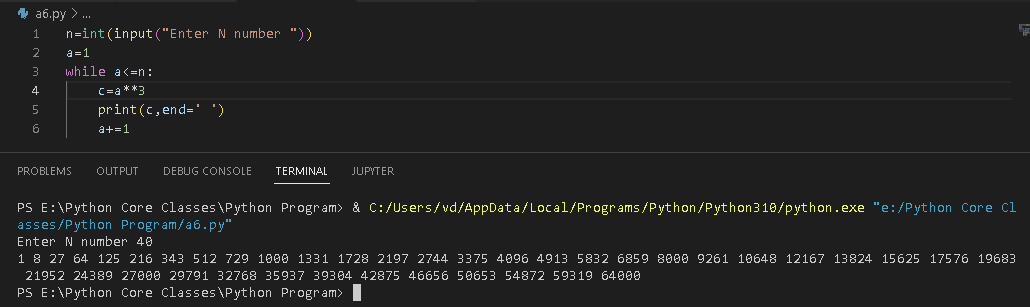 a6.py > ...
1 n=int(input("Enter N number "))
2 a=1
3 while a<=n:
4     c=a**3
5     print(c,end=' ')
6     a+=1
PROBLEMS OUTPUT DEBUG CONSOLE TERMINAL JUPYTER
PS E:\Python Core Classes\Python Program> & C:/Users/vd/AppData/Local/Programs/Python/Python310/python.exe "e:/Python Core Cl
asses/Python Program/a6.py"
Enter N number 40
1 8 27 64 125 216 343 512 729 1000 1331 1728 2197 2744 3375 4096 4913 5832 6859 8000 9261 10648 12167 13824 15625 17576 19683
 21952 24389 27000 29791 32768 35937 39304 42875 46656 50653 54872 59319 64000
PS E:\Python Core Classes\Python Program>